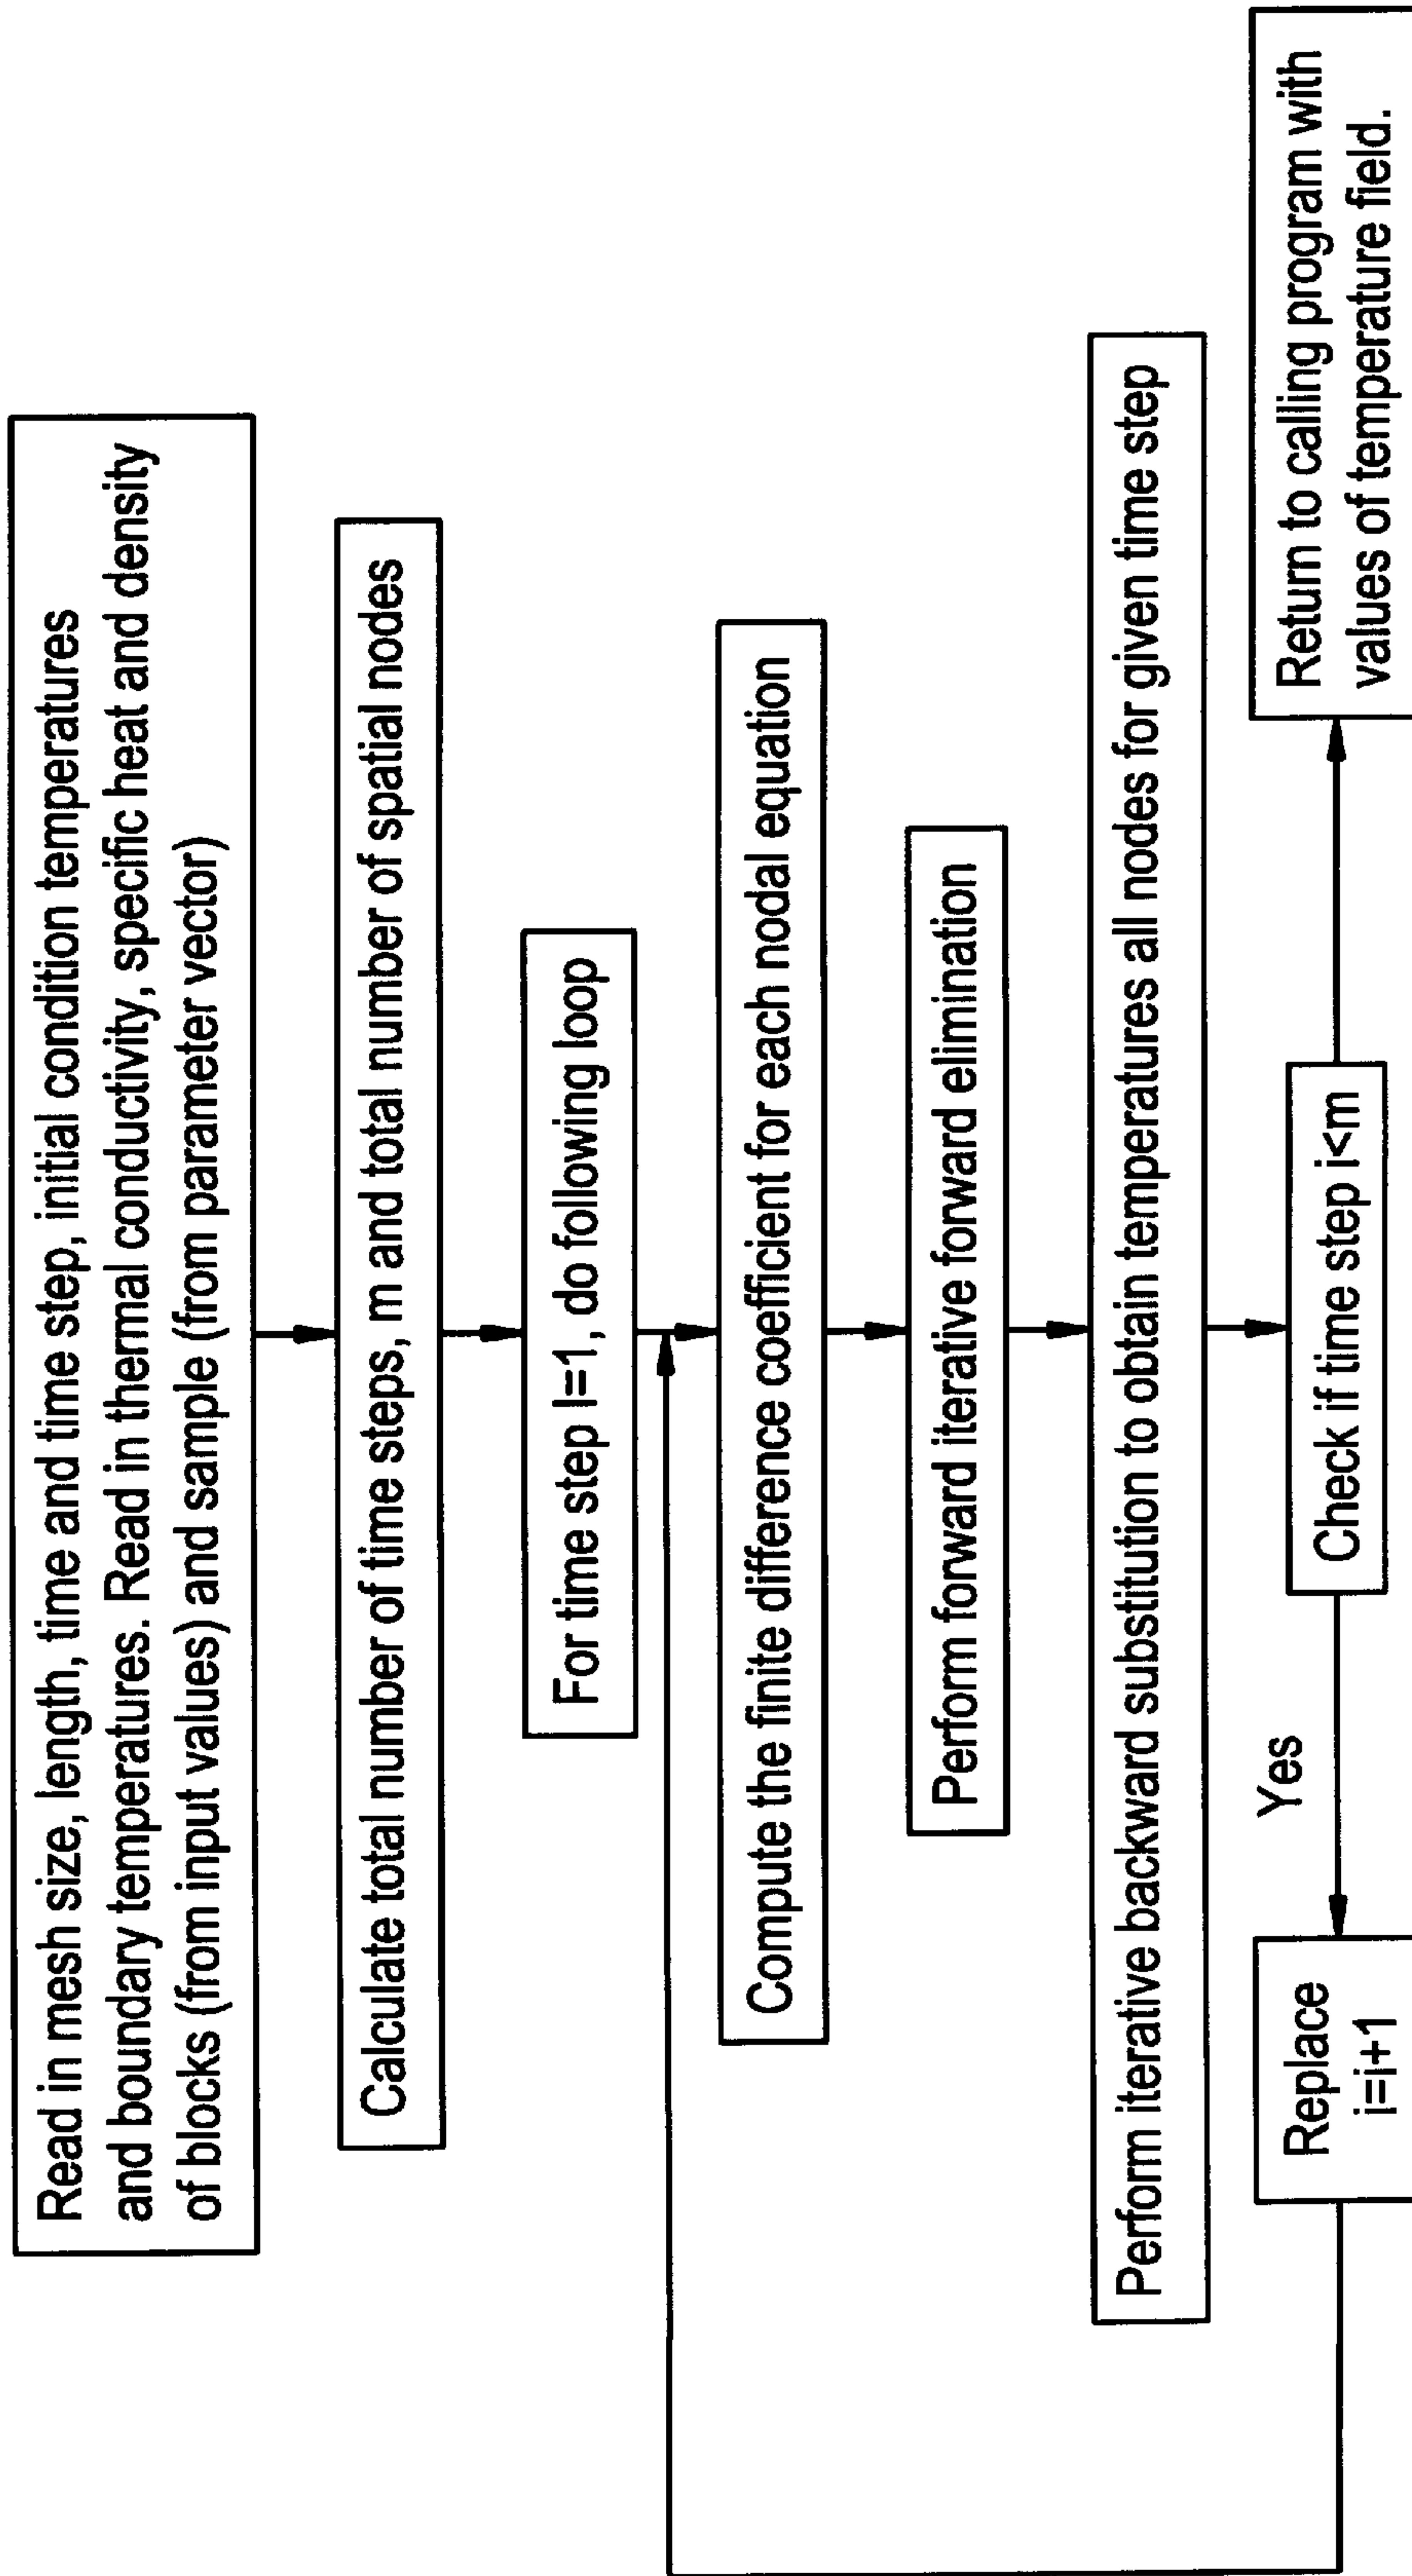 Read in mesh size, length, time and time step, initial condition temperatures
and boundary temperatures. Read in thermal conductivity, specific heat and density
of blocks (from input values) and sample (from parameter vector)
Calculate total number of time steps, m and total number of spatial nodes
For time step I=1, do following loop
Compute the finite difference coefficient for each nodal equation
Perform forward iterative forward elimination
Perform iterative backward substitution to obtain temperatures all nodes for given time step
Check if time step i<m
Yes
Replace
i=i+1
Return to calling program with
values of temperature field.